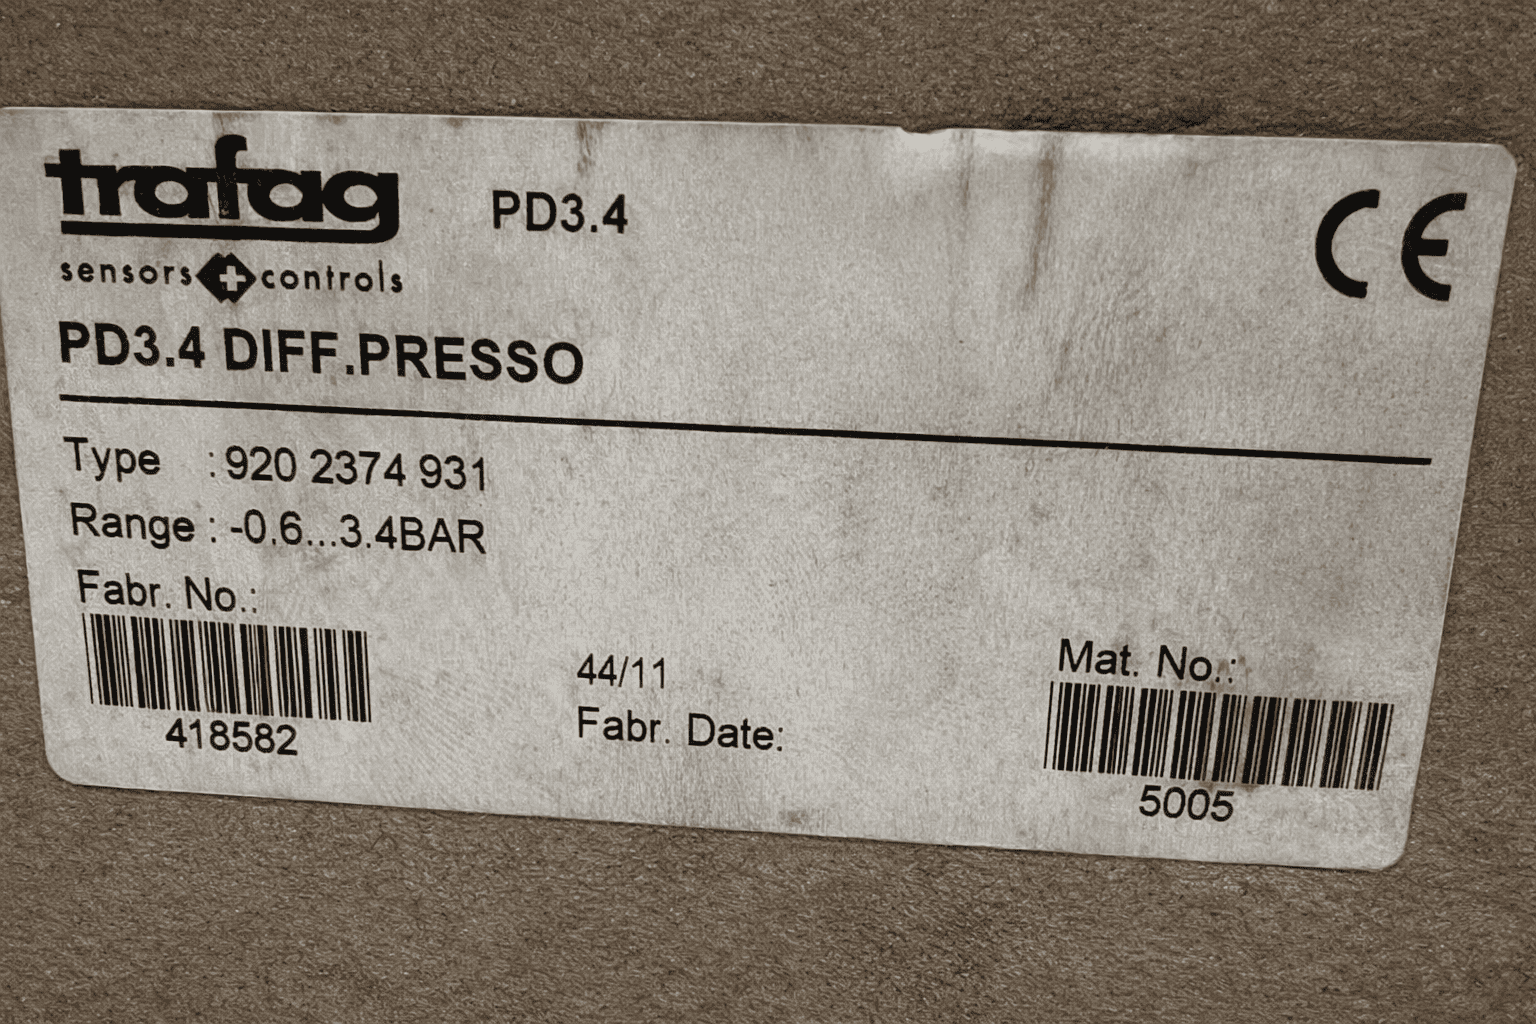 trafag
PD3.4
CE
sensors + controls
PD3.4 DIFF.PRESSO
Type : 920 2374 931
Range : -0.6...3.4BAR
Fabr. No.:
418582
44/11
Fabr. Date:
Mat. No.:
5005